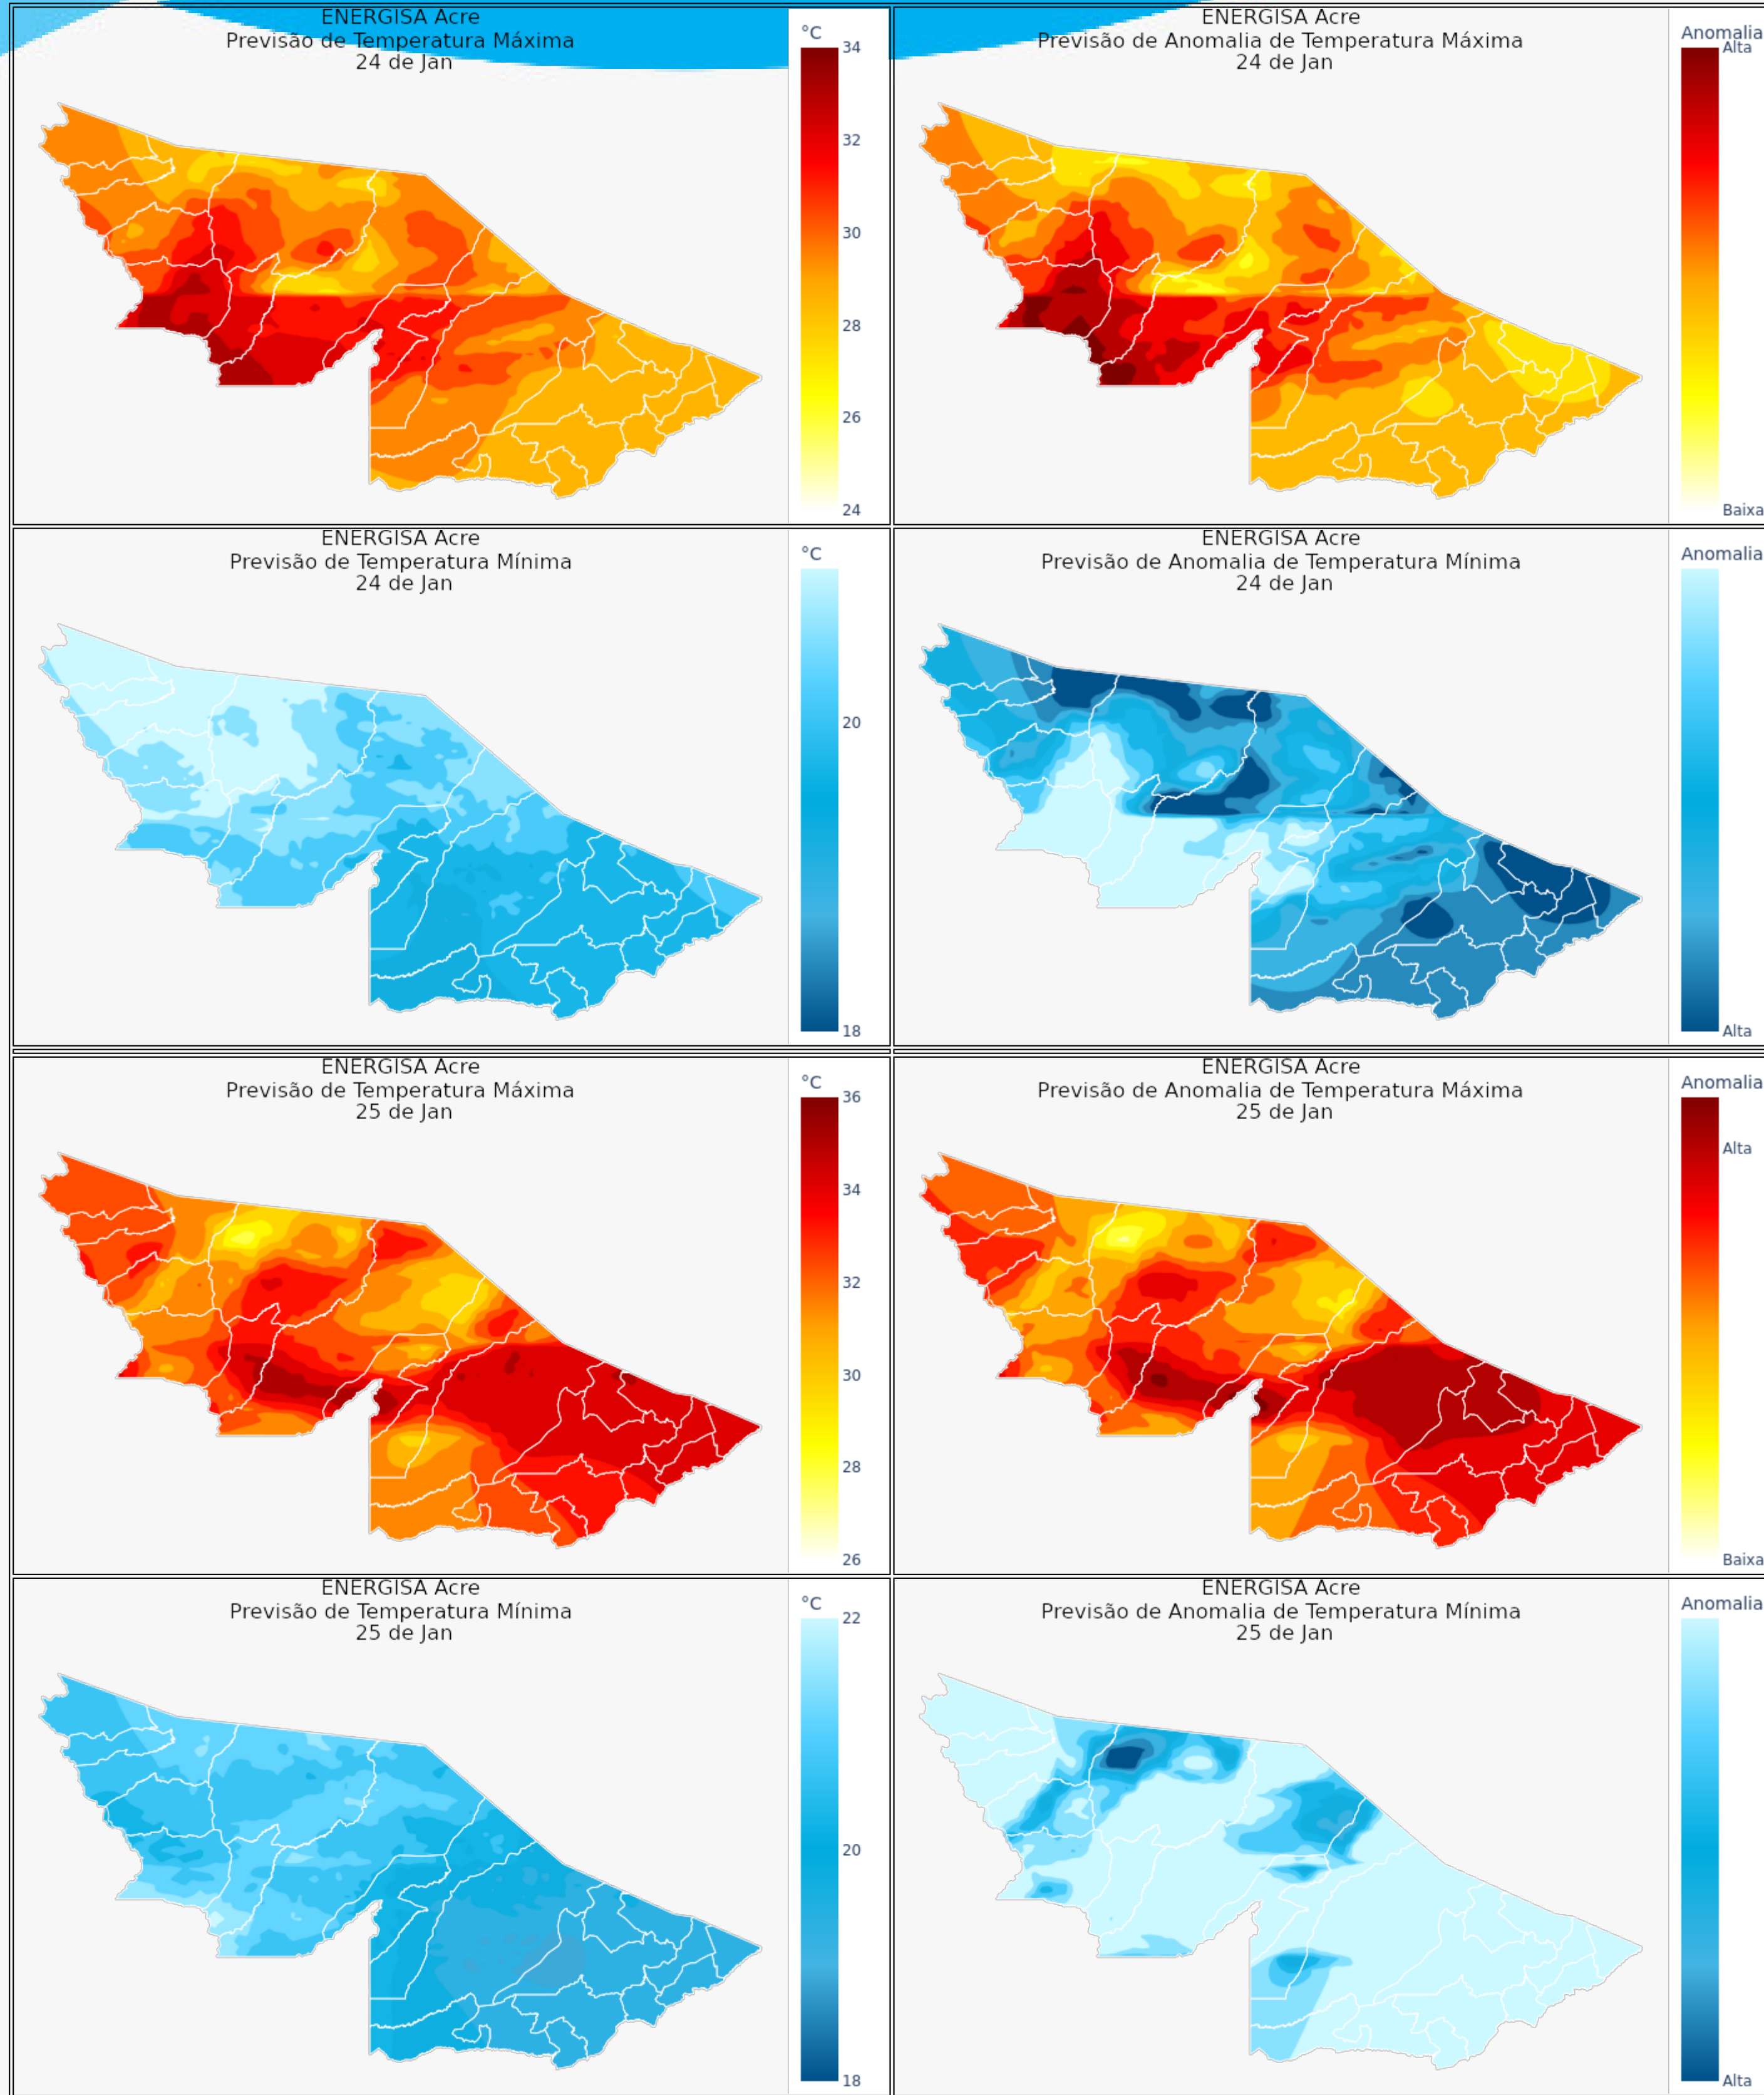 ENERGISA Acre
Previsão de Temperatura Máxima
24 de Jan
°C
34
32
30
28
26
24
ENERGISA Acre
Previsão de Anomalia de Temperatura Máxima
24 de Jan
Anomalia
Alta
Baixa
ENERGISA Acre
Previsão de Temperatura Mínima
24 de Jan
°C
20
18
ENERGISA Acre
Previsão de Anomalia de Temperatura Mínima
24 de Jan
Anomalia
Alta
ENERGISA Acre
Previsão de Temperatura Máxima
25 de Jan
°C
36
34
32
30
28
26
ENERGISA Acre
Previsão de Anomalia de Temperatura Máxima
25 de Jan
Anomalia
Alta
Baixa
ENERGISA Acre
Previsão de Temperatura Mínima
25 de Jan
°C
22
20
18
ENERGISA Acre
Previsão de Anomalia de Temperatura Mínima
25 de Jan
Anomalia
Alta